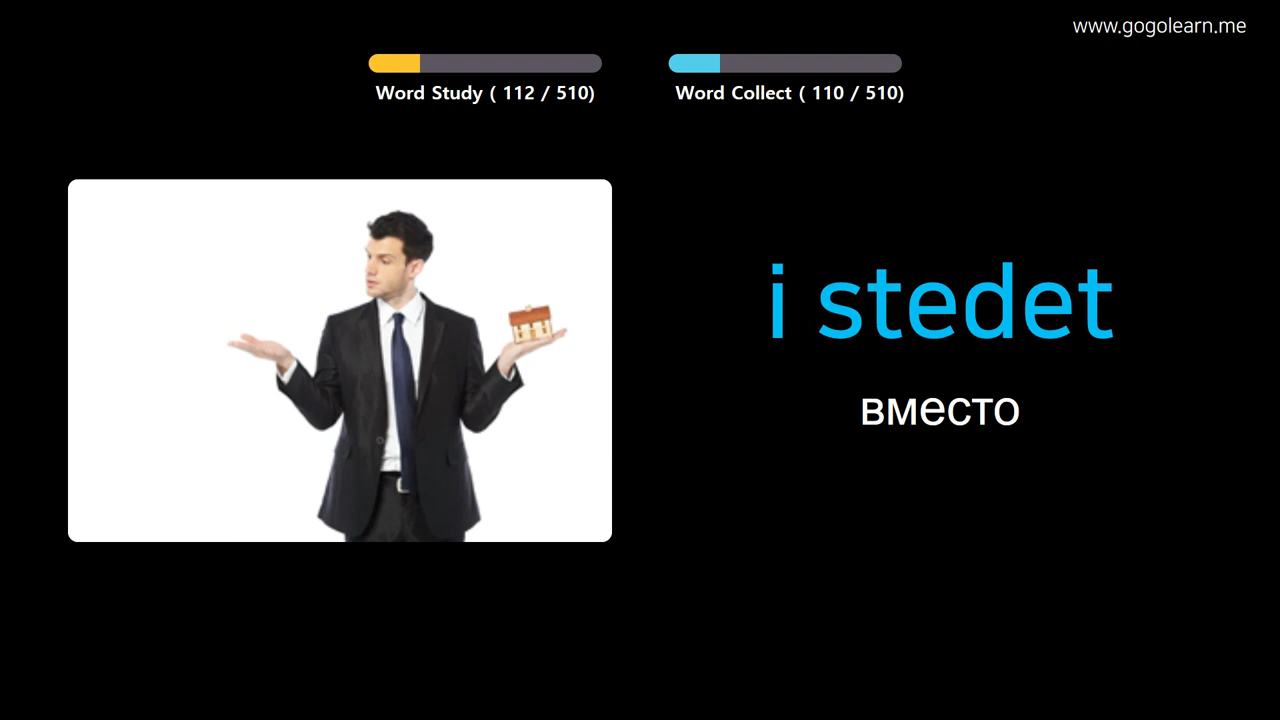 www.gogolearn.me
Word Study ( 112 / 510)
Word Collect ( 110 / 510)
i stedet
вместо